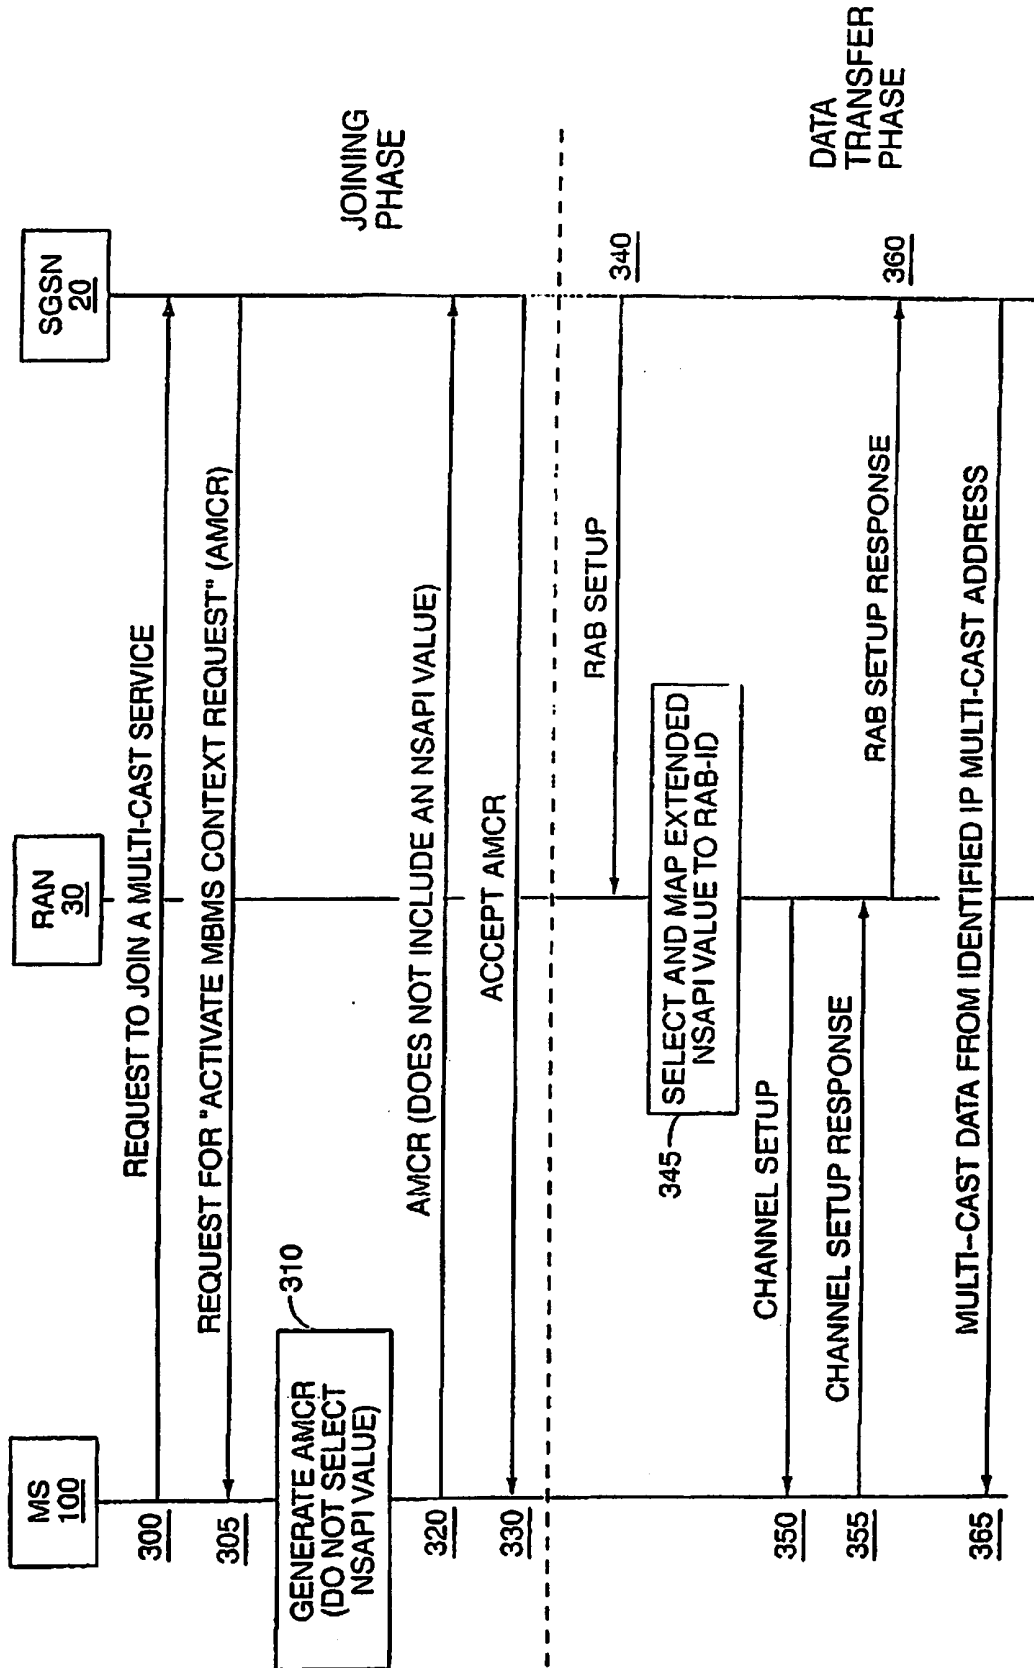 MS
100
RAN
30
SGSN
20
300
REQUEST TO JOIN A MULTI-CAST SERVICE
305
REQUEST FOR "ACTIVATE MBMS CONTEXT REQUEST" (AMCR)
GENERATE AMCR
(DO NOT SELECT
NSAPI VALUE)
310
320
AMCR (DOES NOT INCLUDE AN NSAPI VALUE)
330
ACCEPT AMCR
JOINING
PHASE
RAB SETUP
340
345
SELECT AND MAP EXTENDED
NSAPI VALUE TO RAB-ID
350
CHANNEL SETUP
355
CHANNEL SETUP RESPONSE
RAB SETUP RESPONSE
360
365
MULTI-CAST DATA FROM IDENTIFIED IP MULTI-CAST ADDRESS
DATA
TRANSFER
PHASE